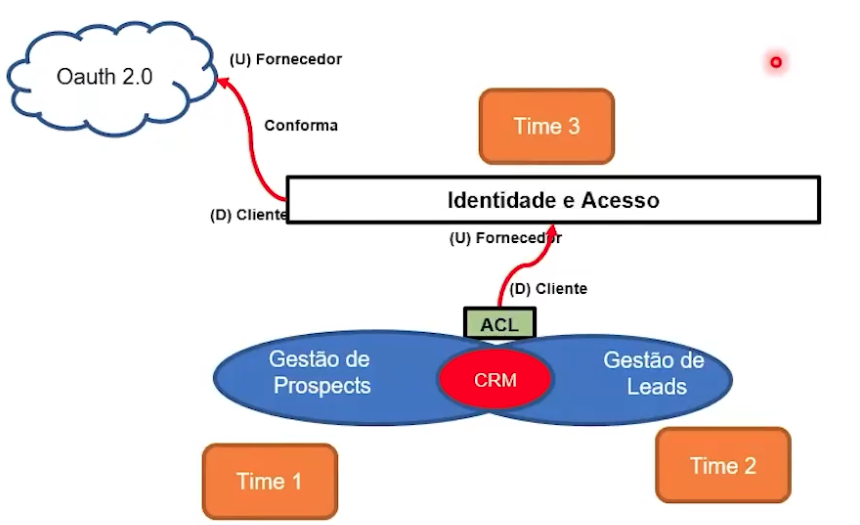 (U) Fornecedor
Oauth 2.0
Conforma
Time 3
Identidade e Acesso
(D) Cliente
(U) Fornecedor
(D) Cliente
ACL
Gestão de
Prospects
CRM
Gestão de
Leads
Time 1
Time 2